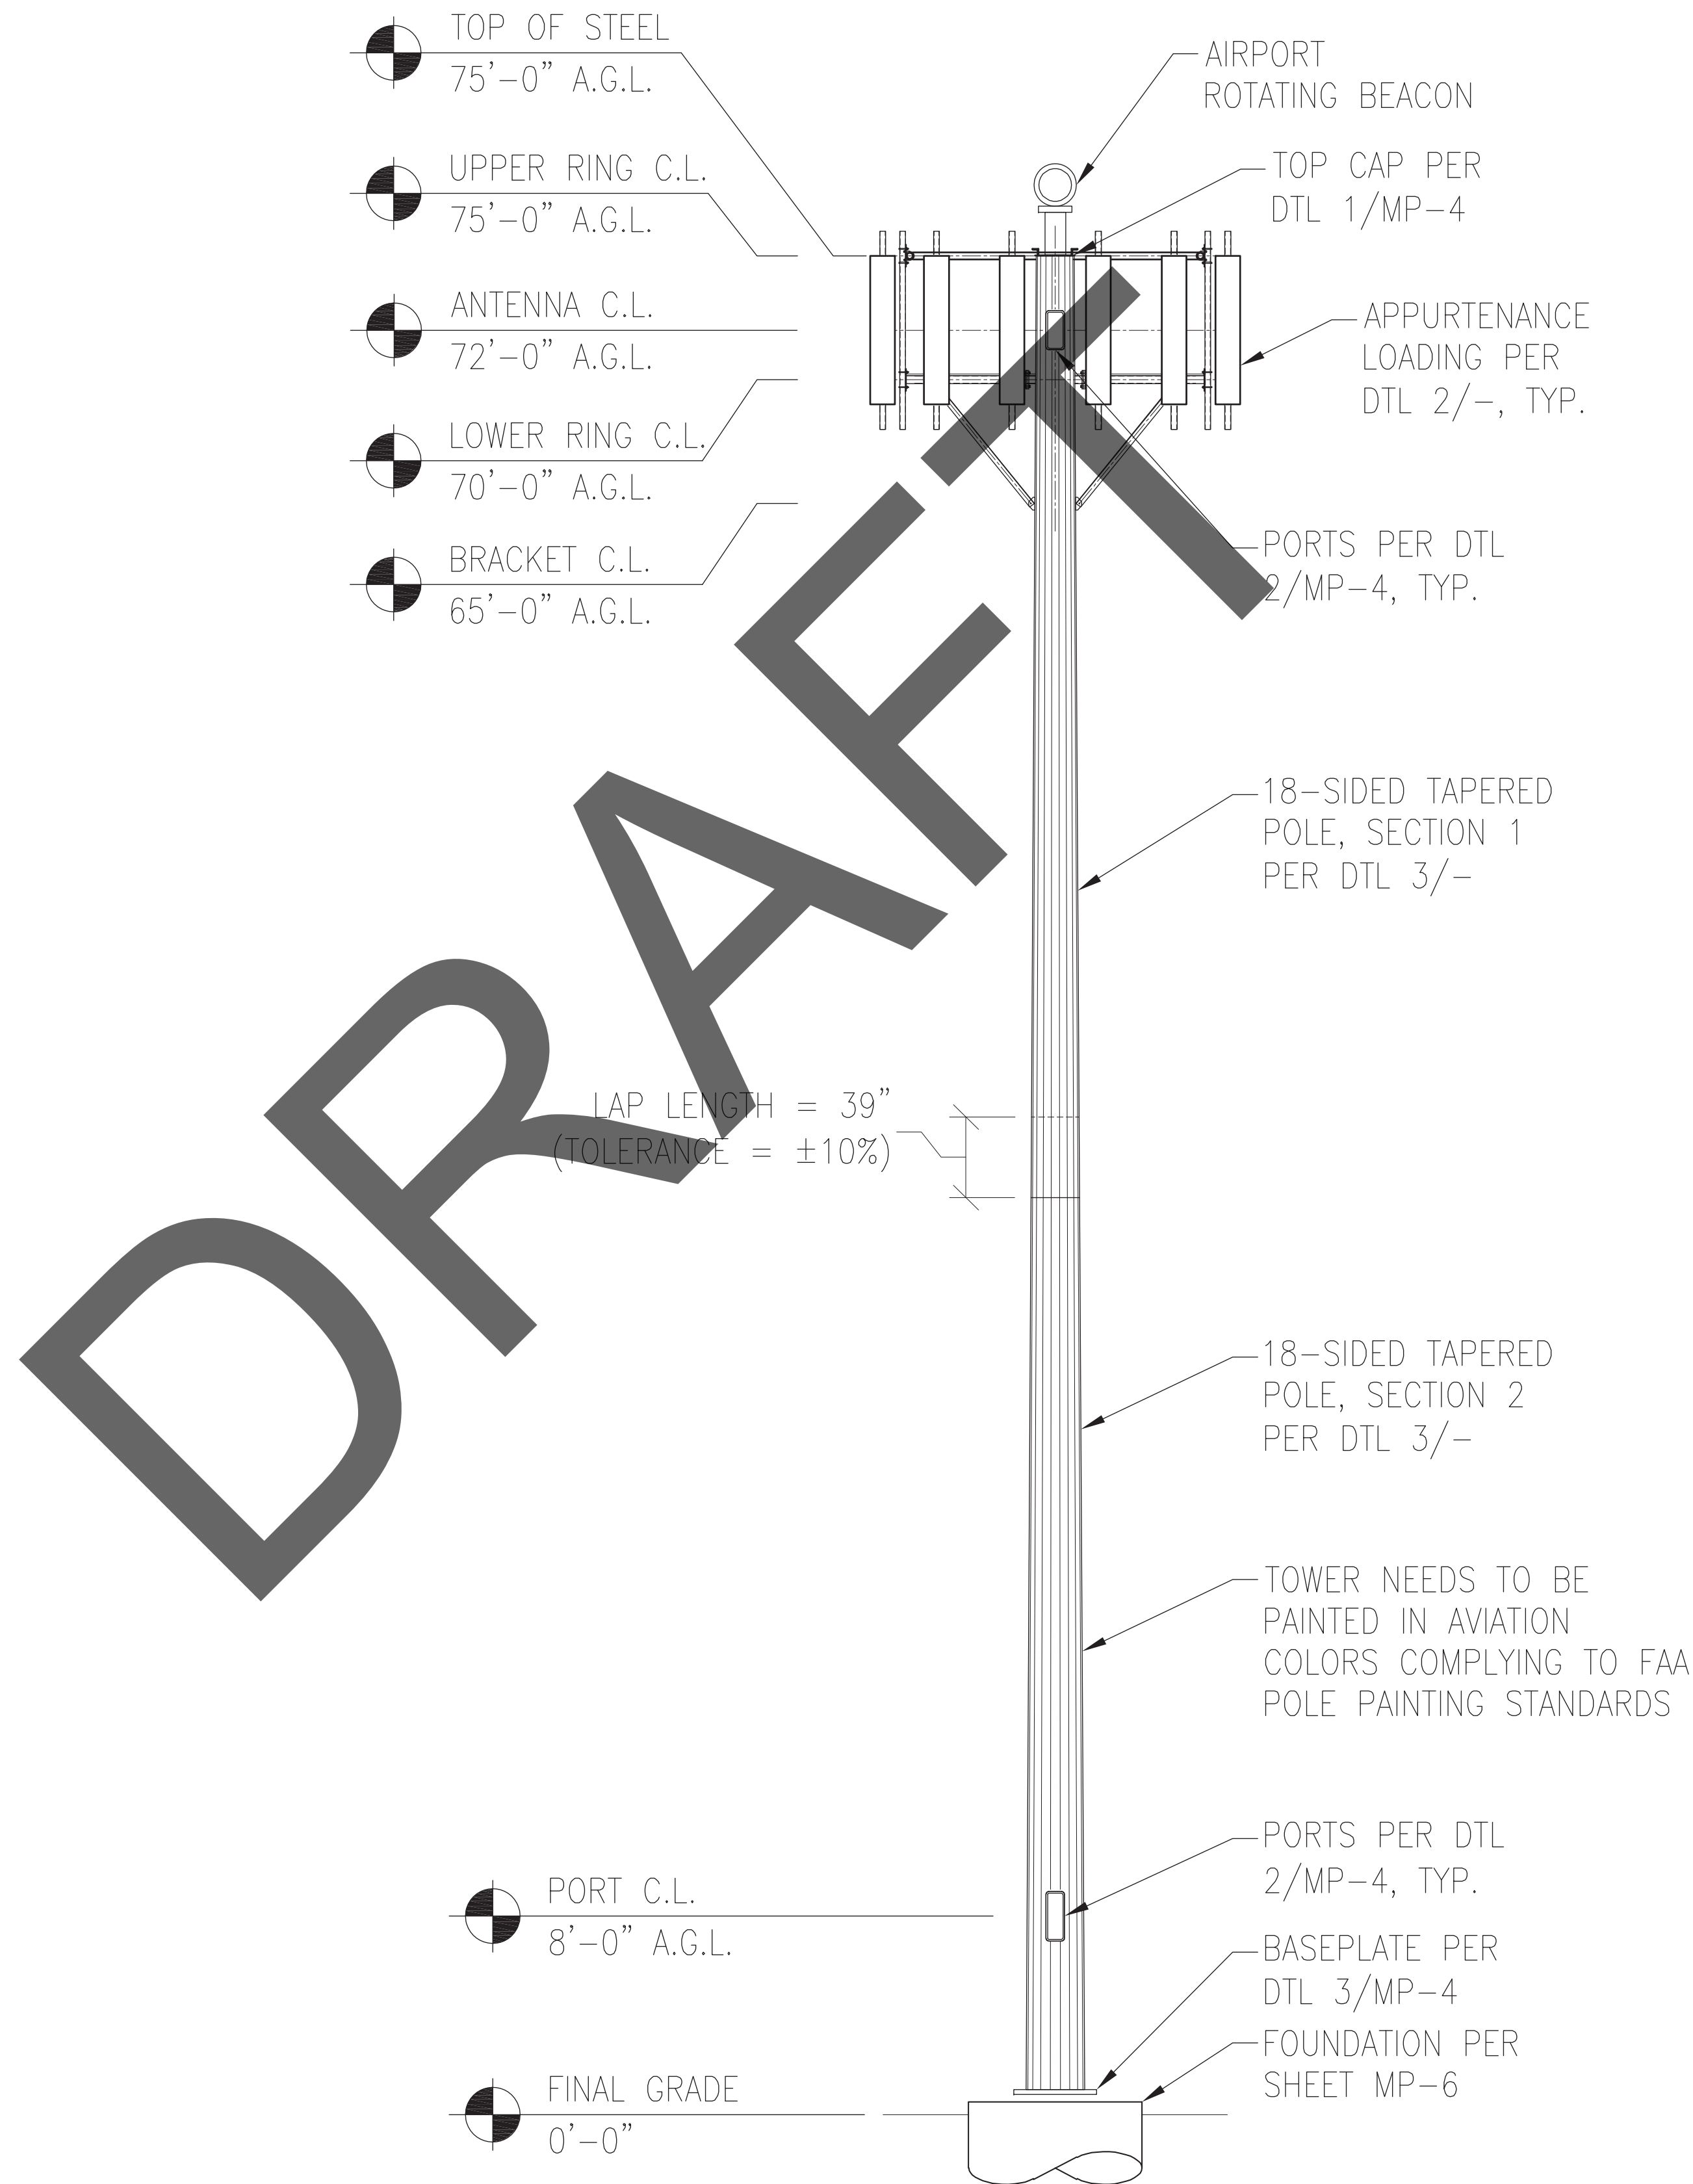 TOP OF STEEL
75'-0" A.G.L.
UPPER RING C.L.
75'-0" A.G.L.
ANTENNA C.L.
72'-0" A.G.L.
LOWER RING C.L.
70'-0" A.G.L.
BRACKET C.L.
65'-0" A.G.L.
AIRPORT
ROTATING BEACON
TOP CAP PER
DTL 1/MP-4
APPURTENANCE
LOADING PER
DTL 2/-, TYP.
PORTS PER DTL
2/MP-4, TYP.
18-SIDED TAPERED
POLE, SECTION 1
PER DTL 3/-
LAP LENGTH = 39"
(TOLERANCE = ±10%)
18-SIDED TAPERED
POLE, SECTION 2
PER DTL 3/-
TOWER NEEDS TO BE
PAINTED IN AVIATION
COLORS COMPLYING TO FAA
POLE PAINTING STANDARDS
PORT C.L.
8'-0" A.G.L.
PORTS PER DTL
2/MP-4, TYP.
BASEPLATE PER
DTL 3/MP-4
FOUNDATION PER
SHEET MP-6
FINAL GRADE
0'-0"
DRAFT